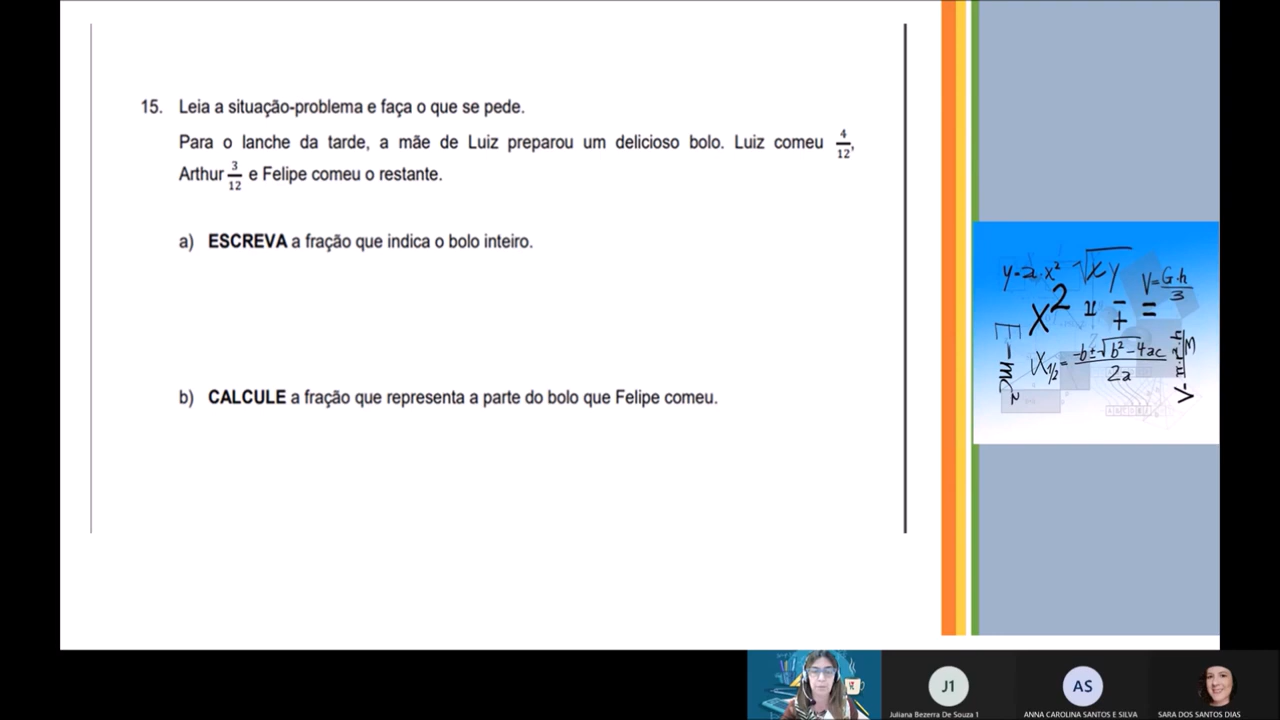 15. Leia a situação-problema e faça o que se pede.
Para o lanche da tarde, a mãe de Luiz preparou um delicioso bolo. Luiz comeu 4/12,
Arthur 3/12 e Felipe comeu o restante.
a) ESCREVA a fração que indica o bolo inteiro.
b) CALCULE a fração que representa a parte do bolo que Felipe comeu.
√xy
V=G·h/3
x² π ∓ =
x1/2 = -b±√b²-4ac/2a
J1
AS
Juliana Bezerra De Souza 1
ANNA CAROLINA SANTOS E SILVA
SARA DOS SANTOS DIAS